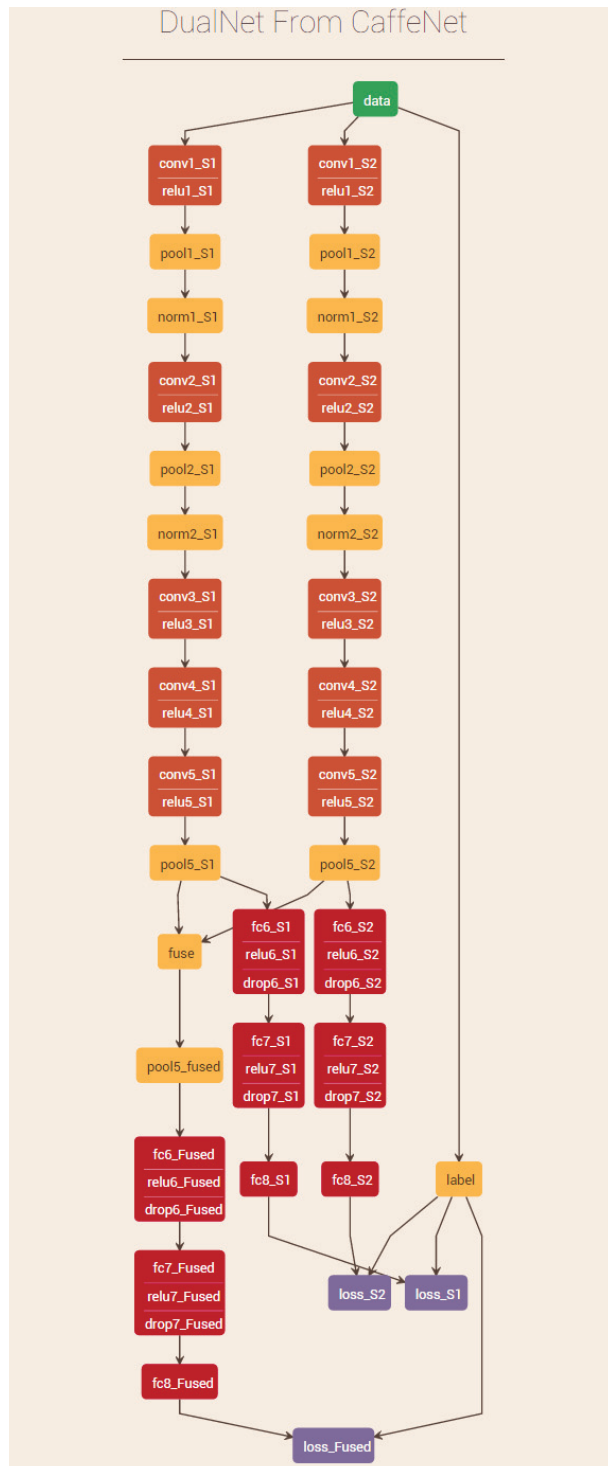 DualNet From CaffeNet
data
conv1_S1
relu1_S1
conv1_S2
relu1_S2
pool1_S1
pool1_S2
norm1_S1
norm1_S2
conv2_S1
relu2_S1
conv2_S2
relu2_S2
pool2_S1
pool2_S2
norm2_S1
norm2_S2
conv3_S1
relu3_S1
conv3_S2
relu3_S2
conv4_S1
relu4_S1
conv4_S2
relu4_S2
conv5_S1
relu5_S1
conv5_S2
relu5_S2
pool5_S1
pool5_S2
fuse
fc6_S1
relu6_S1
drop6_S1
fc6_S2
relu6_S2
drop6_S2
pool5_fused
fc7_S1
relu7_S1
drop7_S1
fc7_S2
relu7_S2
drop7_S2
fc6_Fused
relu6_Fused
drop6_Fused
fc8_S1
fc8_S2
label
fc7_Fused
relu7_Fused
drop7_Fused
loss_S2
loss_S1
fc8_Fused
loss_Fused